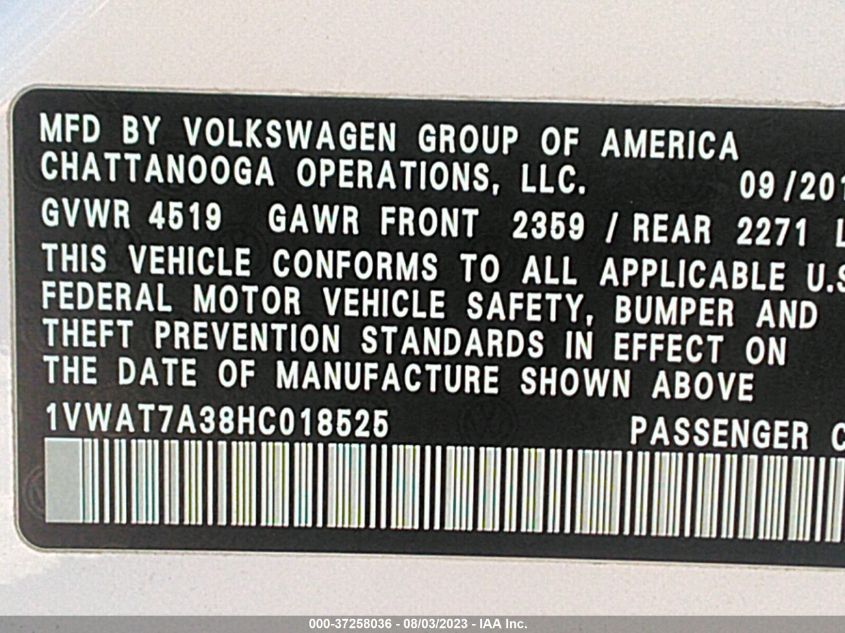 MFD BY VOLKSWAGEN GROUP OF AMERICA
CHATTANOOGA OPERATIONS, LLC. 09/201
GVWR 4519 GAWR FRONT 2359 / REAR 2271 L
THIS VEHICLE CONFORMS TO ALL APPLICABLE U.S
FEDERAL MOTOR VEHICLE SAFETY, BUMPER AND
THEFT PREVENTION STANDARDS IN EFFECT ON
THE DATE OF MANUFACTURE SHOWN ABOVE
1VWAT7A38HC018525 PASSENGER C
000-37258036 - 08/03/2023 - IAA Inc.